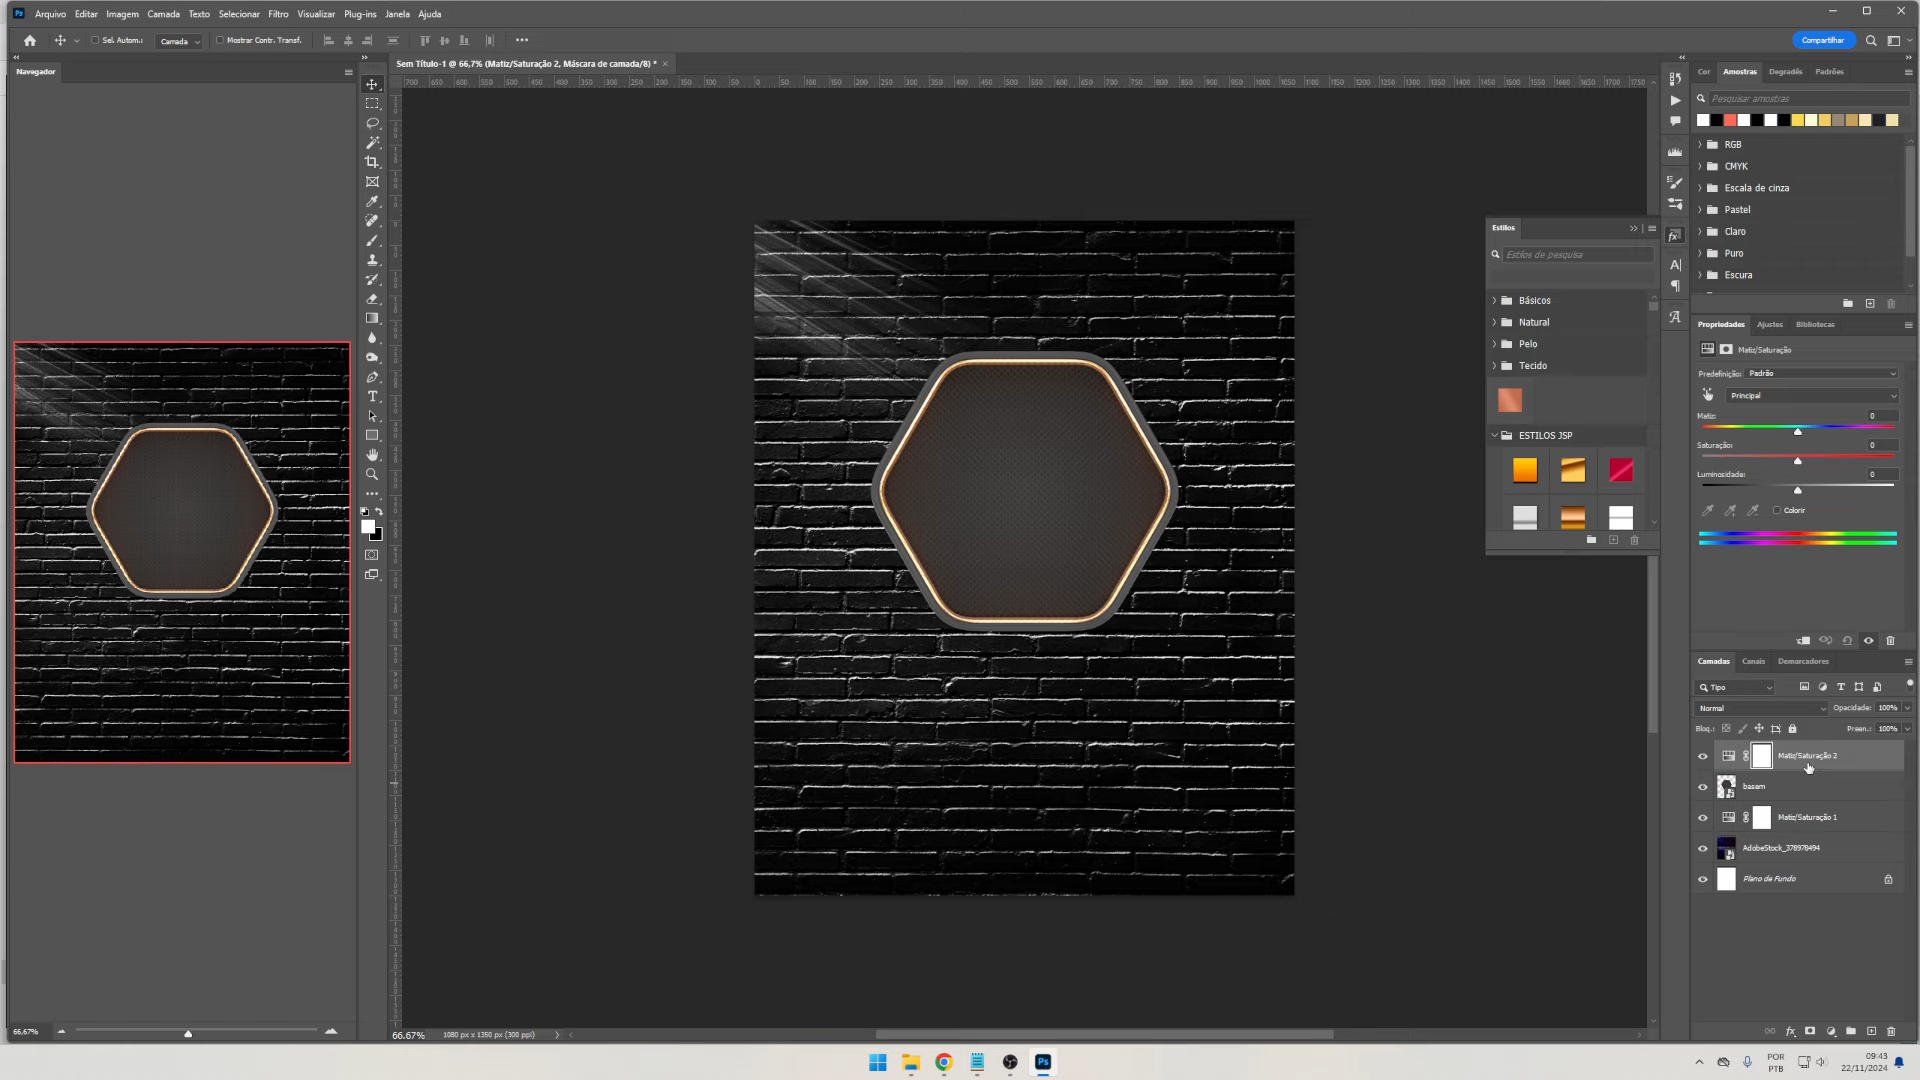 Ps Arquivo Editar Imagem Camada Texto Selecionar Filtro Visualizar Plug-ins Janela Ajuda
Sel. Autom.: Camada Mostrar Contr. Transf. Compartilhar
Navegador
Sem Título-1 @ 66,7% (Matiz/Saturação 2, Máscara de camada/8) *
Cor Amostras Degradês Padrões
Pesquisar amostras
RGB
CMYK
Escala de cinza
Pastel
Claro
Puro
Escura
Estilos
Estilos de pesquisa
Básicos
Natural
Pelo
Tecido
ESTILOS JSP
Propriedades Ajustes Bibliotecas
Matiz/Saturação
Predefinição: Padrão
Principal
Matiz: 0
Saturação: 0
Luminosidade: 0
Colorir
Camadas Canais Demarcadores
Tipo
Normal Opacidade: 100%
Bloq.: Preen.: 100%
Matiz/Saturação 2
basem
Matiz/Saturação 1
AdobeStock_378978494
Plano de Fundo
66,67%
66,67% 1080 px x 1350 px (300 ppi)
Ps
POR
PTB
09:43
22/11/2024